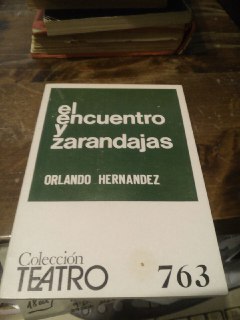 el
encuentro
y
zarandajas
ORLANDO HERNANDEZ
Colección
TEATRO
763